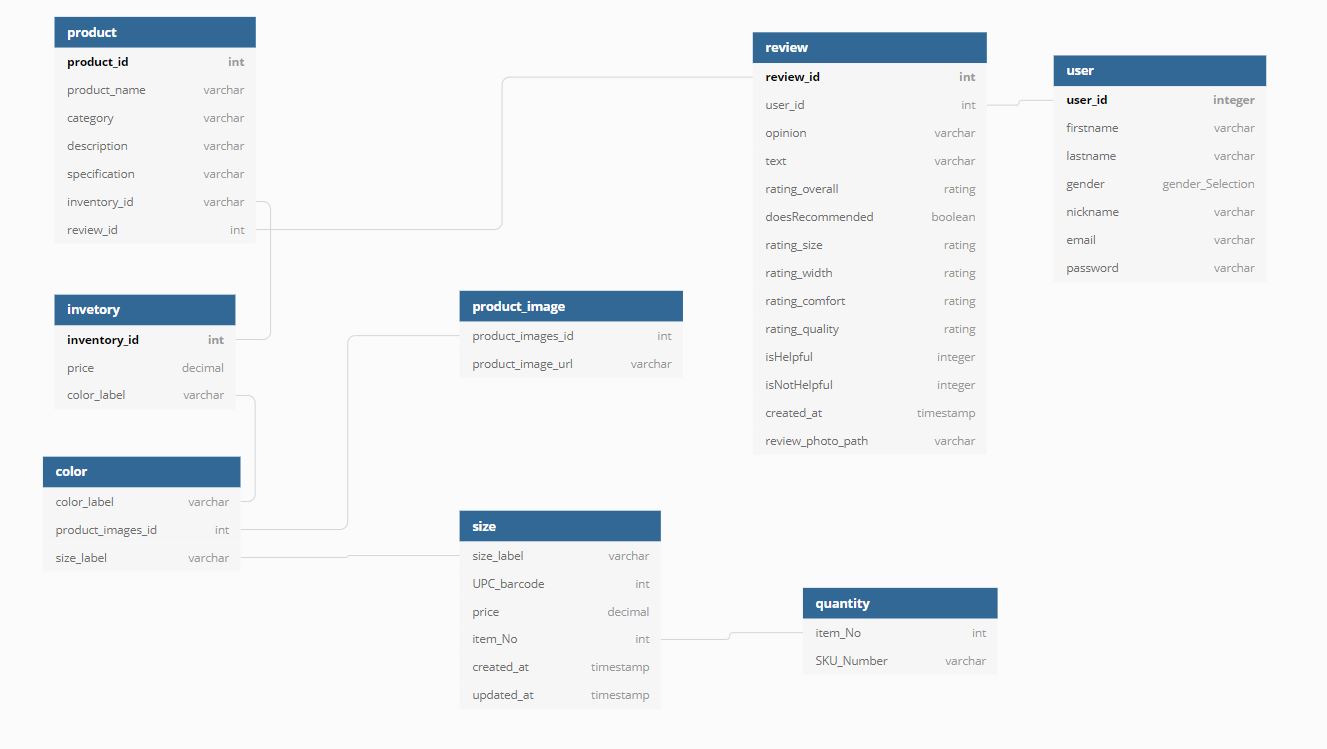 product
product_id int
product_name varchar
category varchar
description varchar
specification varchar
inventory_id varchar
review_id int
invetory
inventory_id int
price decimal
color_label varchar
color
color_label varchar
product_images_id int
size_label varchar
product_image
product_images_id int
product_image_url varchar
size
size_label varchar
UPC_barcode int
price decimal
item_No int
created_at timestamp
updated_at timestamp
review
review_id int
user_id int
opinion varchar
text varchar
rating_overall rating
doesRecommended boolean
rating_size rating
rating_width rating
rating_comfort rating
rating_quality rating
isHelpful integer
isNotHelpful integer
created_at timestamp
review_photo_path varchar
quantity
item_No int
SKU_Number varchar
user
user_id integer
firstname varchar
lastname varchar
gender gender_Selection
nickname varchar
email varchar
password varchar